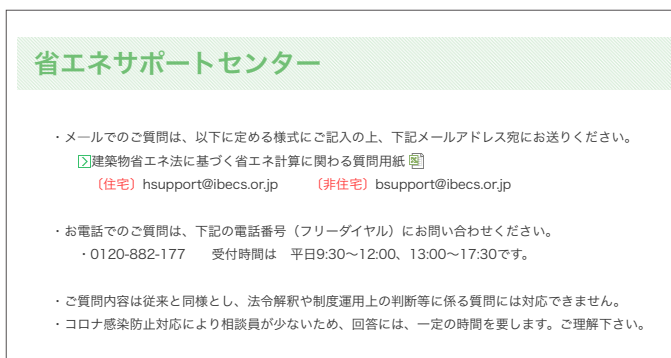 省エネサポートセンター
・メールでのご質問は、以下に定める様式にご記入の上、下記メールアドレス宛にお送りください。
建築物省エネ法に基づく省エネ計算に関わる質問用紙
〔住宅〕hsupport@ibecs.or.jp 〔非住宅〕bsupport@ibecs.or.jp
・お電話でのご質問は、下記の電話番号（フリーダイヤル）にお問い合わせください。
・0120-882-177 受付時間は 平日9:30～12:00、13:00～17:30です。
・ご質問内容は従来と同様とし、法令解釈や制度運用上の判断等に係る質問には対応できません。
・コロナ感染防止対応により相談員が少ないため、回答には、一定の時間を要します。ご理解下さい。